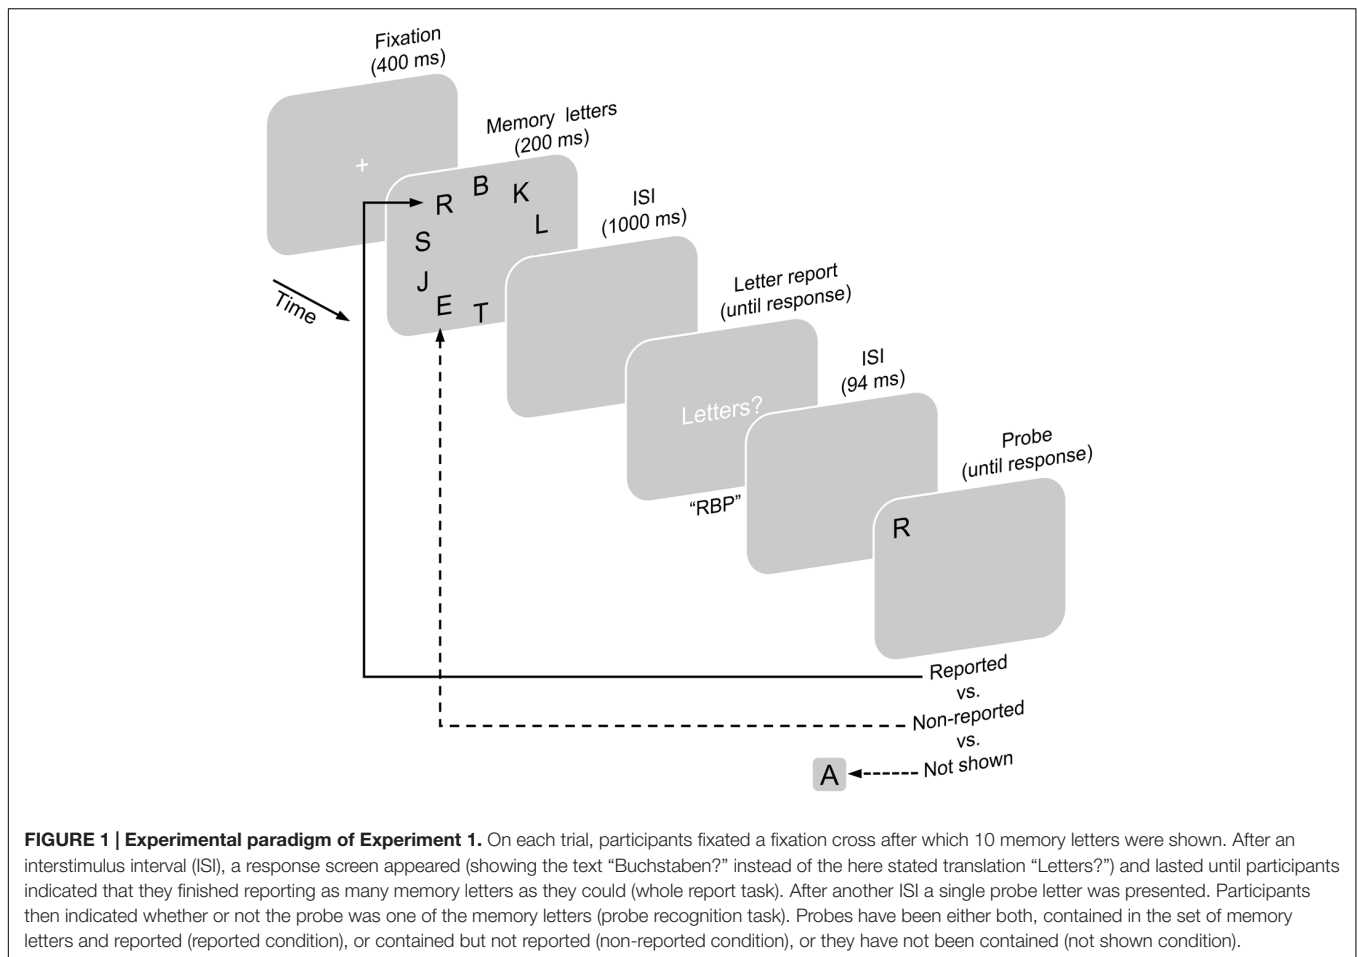 Fixation
(400 ms)
+
Memory letters
(200 ms)
B
R
K
L
S
J
E
T
ISI
(1000 ms)
Time
Letter report
(until response)
Letters?
"RBP"
ISI
(94 ms)
Probe
(until response)
R
Reported
vs.
Non-reported
vs.
Not shown
A
FIGURE 1 | Experimental paradigm of Experiment 1. On each trial, participants fixated a fixation cross after which 10 memory letters were shown. After an
interstimulus interval (ISI), a response screen appeared (showing the text “Buchstaben?” instead of the here stated translation “Letters?”) and lasted until participants
indicated that they finished reporting as many memory letters as they could (whole report task). After another ISI a single probe letter was presented. Participants
then indicated whether or not the probe was one of the memory letters (probe recognition task). Probes have been either both, contained in the set of memory
letters and reported (reported condition), or contained but not reported (non-reported condition), or they have not been contained (not shown condition).